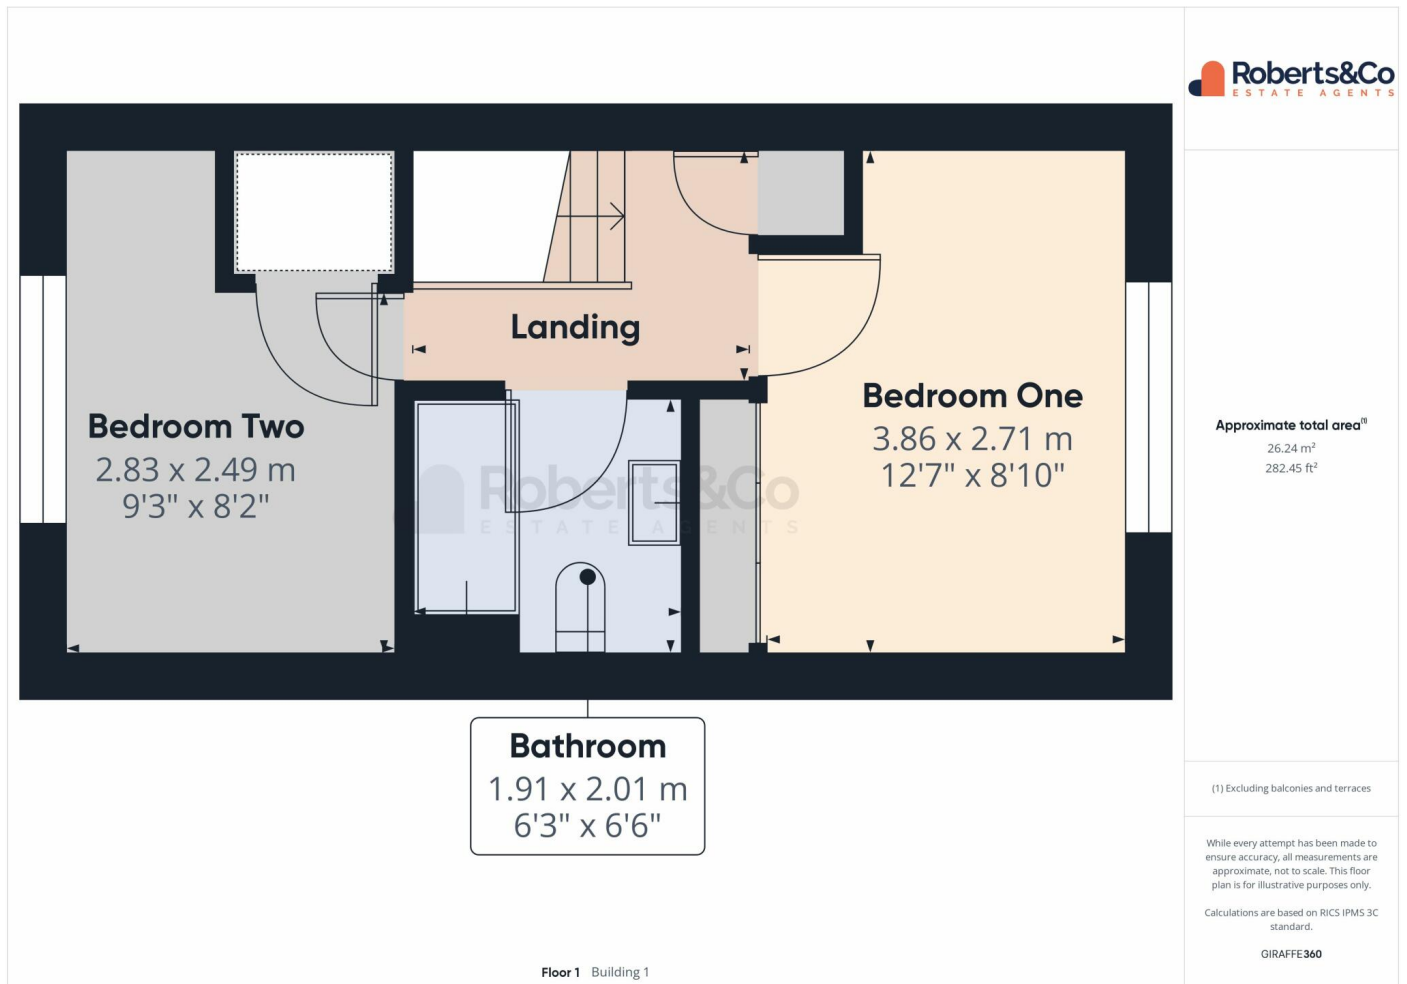 Roberts&Co
ESTATE AGENTS
Landing
Bedroom One
3.86 x 2.71 m
12'7" x 8'10"
Bedroom Two
2.83 x 2.49 m
9'3" x 8'2"
Roberts&Co
ESTATE AGENTS
Bathroom
1.91 x 2.01 m
6'3" x 6'6"
Floor 1 Building 1
Approximate total area(1)
26.24 m²
282.45 ft²
(1) Excluding balconies and terraces
While every attempt has been made to
ensure accuracy, all measurements are
approximate, not to scale. This floor
plan is for illustrative purposes only.
Calculations are based on RICS IPMS 3C
standard.
GIRAFFE360